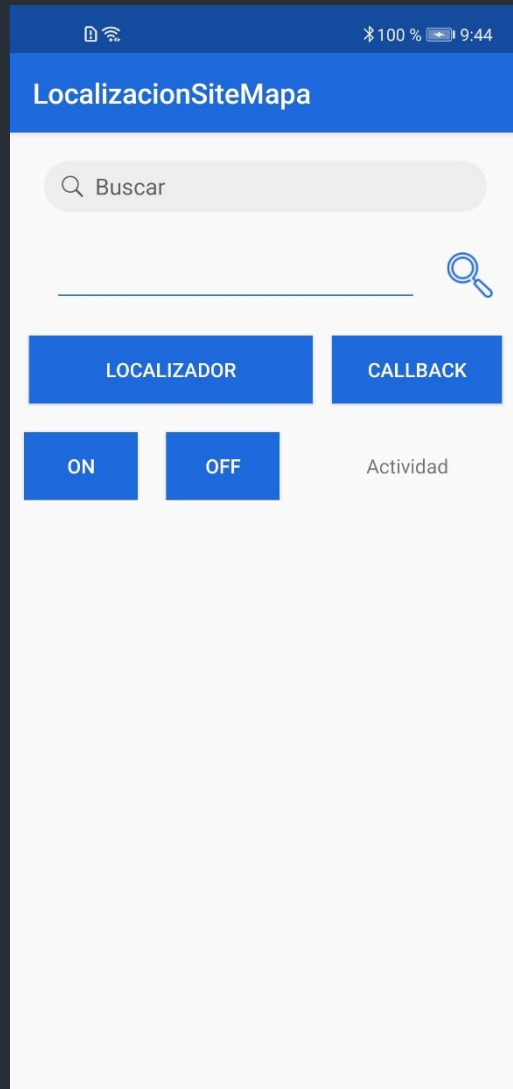 100 % 9:44
LocalizacionSiteMapa
Buscar
LOCALIZADOR CALLBACK
ON OFF Actividad